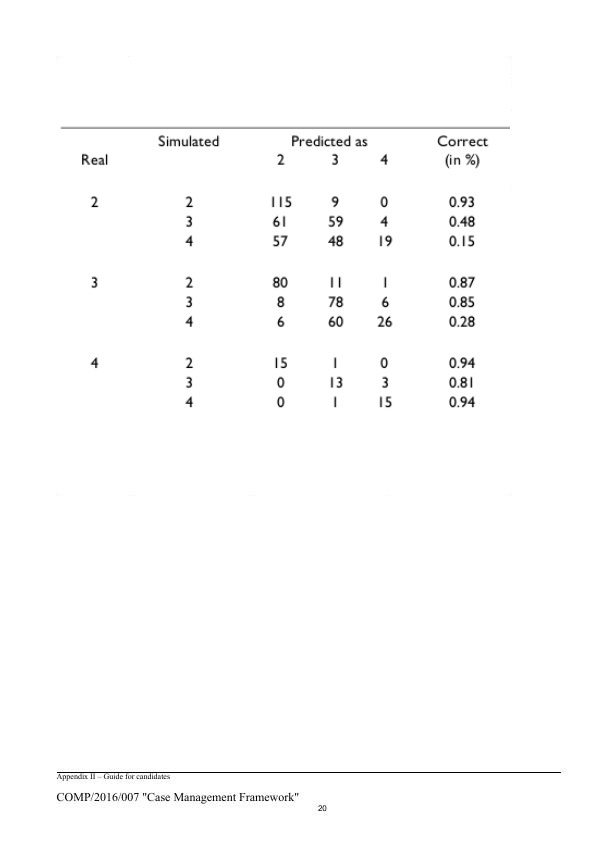 Simulated Predicted as Correct
Real 2 3 4 (in %)
2 2 115 9 0 0.93
3 61 59 4 0.48
4 57 48 19 0.15
3 2 80 11 1 0.87
3 8 78 6 0.85
4 6 60 26 0.28
4 2 15 1 0 0.94
3 0 13 3 0.81
4 0 1 15 0.94
Appendix II – Guide for candidates
COMP/2016/007 "Case Management Framework"
20